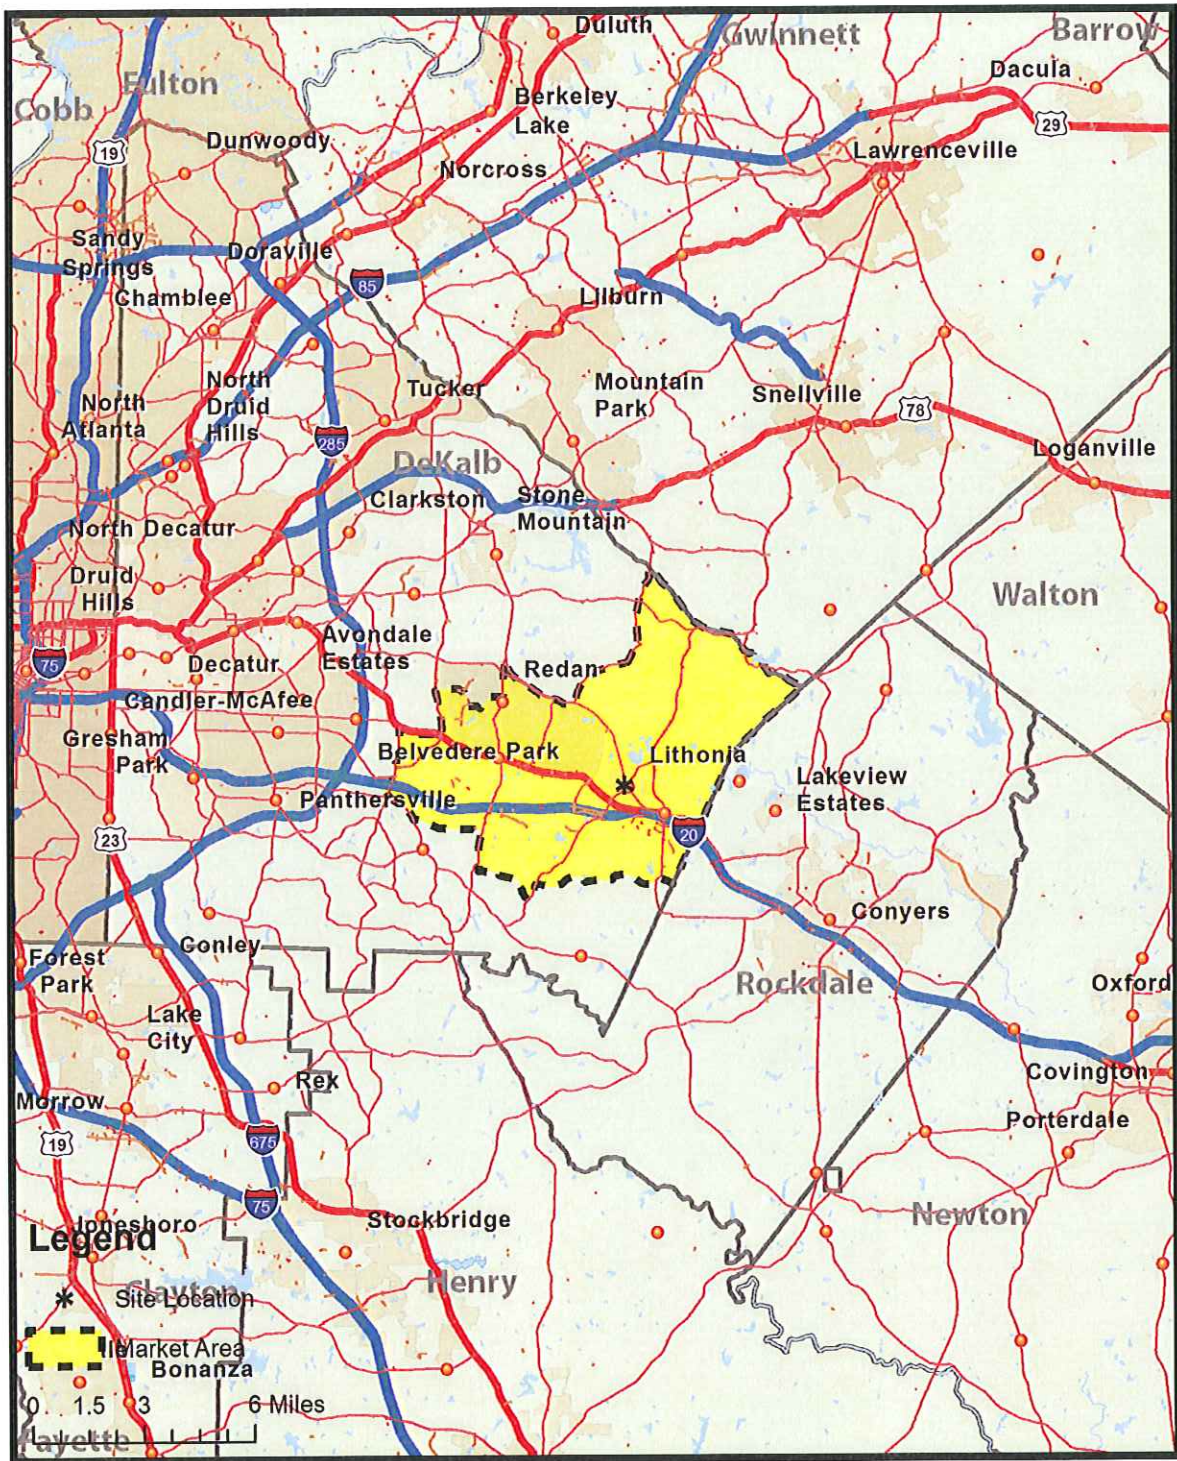 Duluth
Gwinnett
Barrow
Fulton
Cobb
Dacula
Berkeley
Lake
29
19
Dunwoody
Lawrenceville
Norcross
Sandy
Springs
Doraville
85
Chamblee
Lilburn
North
Druid
Hills
Tucker
Mountain
Park
Snellville
North
Atlanta
78
285
Loganville
DeKalb
Clarkston
Stone
Mountain
North Decatur
Druid
Hills
Walton
Avondale
Estates
75
Decatur
Redan
Candler-McAfee
Gresham
Park
Belvedere Park
Lithonia
Lakeview
Estates
Panthersville
23
20
Conyers
Conley
Forest
Park
Rockdale
Oxford
Lake
City
Rex
Covington
Morrow
Porterdale
19
675
75
Newton
Stockbridge
Jonesboro
Legend
Henry
Clayton
Site Location
Market Area
Bonanza
0 1.5 3 6 Miles
Fayette